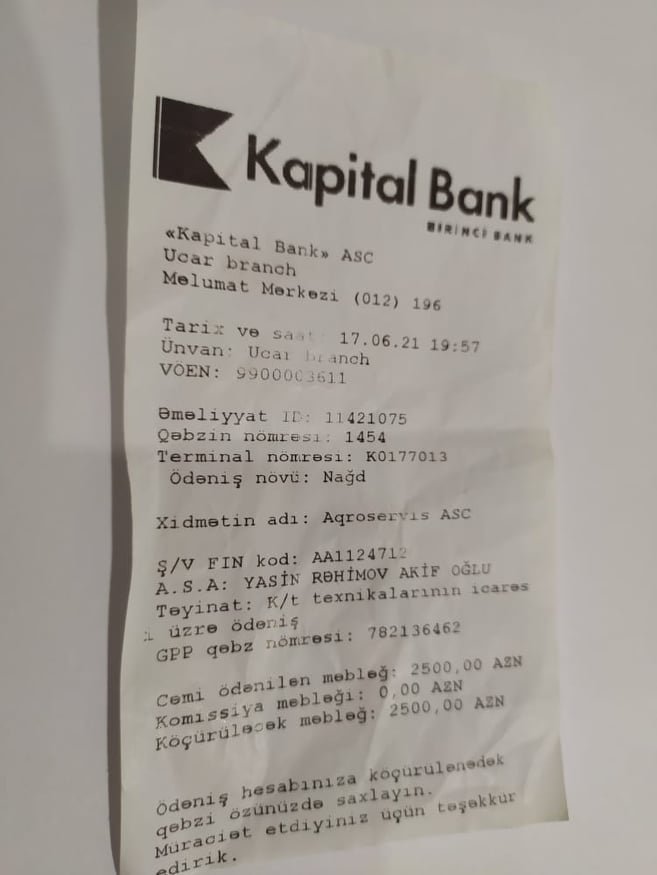 Kapital Bank
BIRINCI BANK
«Kapital Bank» ASC
Ucar branch
Məlumat Mərkəzi (012) 196
Tarix və saat: 17.06.21 19:57
Ünvan: Ucar branch
VÖEN: 9900003611
Əməliyyat ID: 11421075
Qəbzin nömrəsi: 1454
Terminal nömrəsi: K0177013
Ödəniş növü: Nağd
Xidmətin adı: Aqroservis ASC
Ş/V FIN kod: AA1124712
A.S.A: YASİN RƏHİMOV AKİF OĞLU
Təyinat: K/t texnikalarının icarəs
i üzrə ödəniş
GPP qəbz nömrəsi: 782136462
Cəmi ödənilən məbləğ: 2500,00 AZN
Komissiya məbləği: 0,00 AZN
Köçürüləcək məbləğ: 2500,00 AZN
Ödəniş hesabınıza köçürülənədək
qəbzi özünüzdə saxlayın.
Müraciət etdiyiniz üçün təşəkkür
edirik.